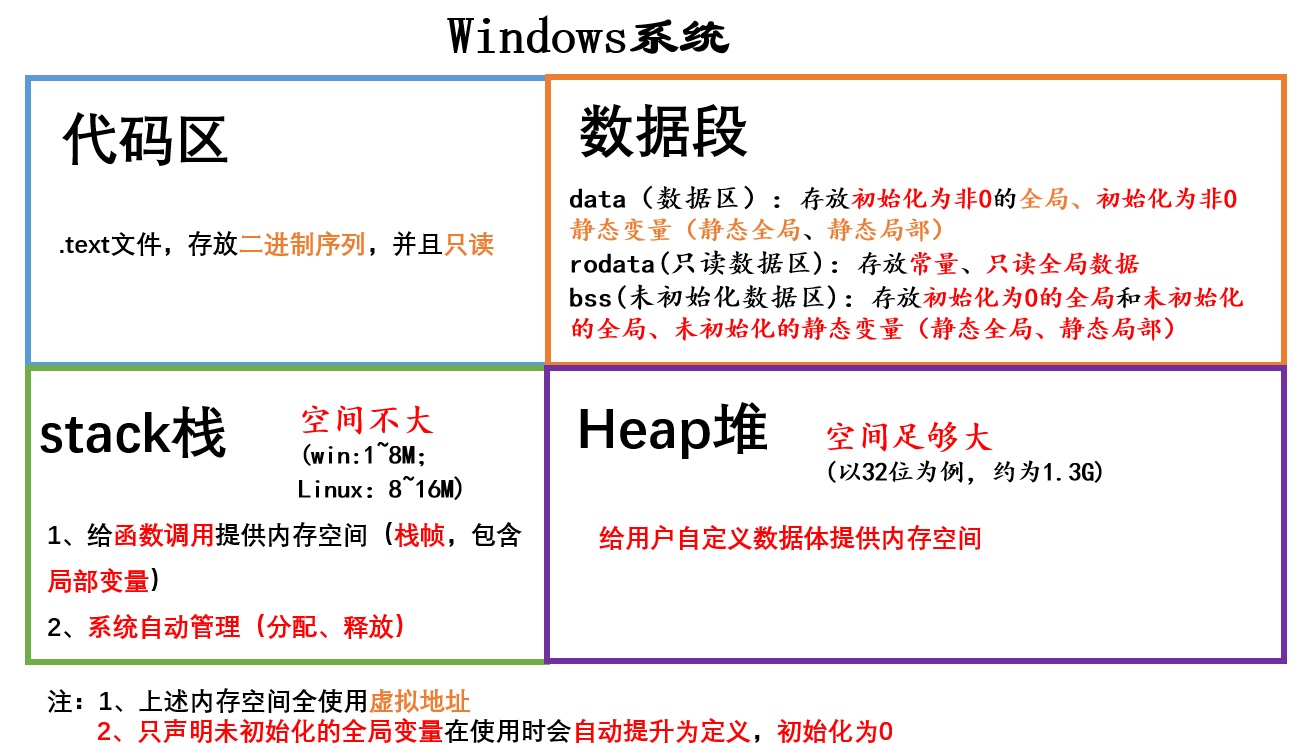 Windows系统
代码区
.text文件，存放二进制序列，并且只读
数据段
data（数据区）：存放初始化为非0的全局、初始化为非0
静态变量（静态全局、静态局部）
rodata(只读数据区)：存放常量、只读全局数据
bss(未初始化数据区)：存放初始化为0的全局和未初始化
的全局、未初始化的静态变量（静态全局、静态局部）
stack栈
空间不大
(win:1~8M;
Linux：8~16M)
1、给函数调用提供内存空间（栈帧，包含
局部变量）
2、系统自动管理（分配、释放）
Heap堆
空间足够大
(以32位为例，约为1.3G)
给用户自定义数据体提供内存空间
注：1、上述内存空间全使用虚拟地址
2、只声明未初始化的全局变量在使用时会自动提升为定义，初始化为0